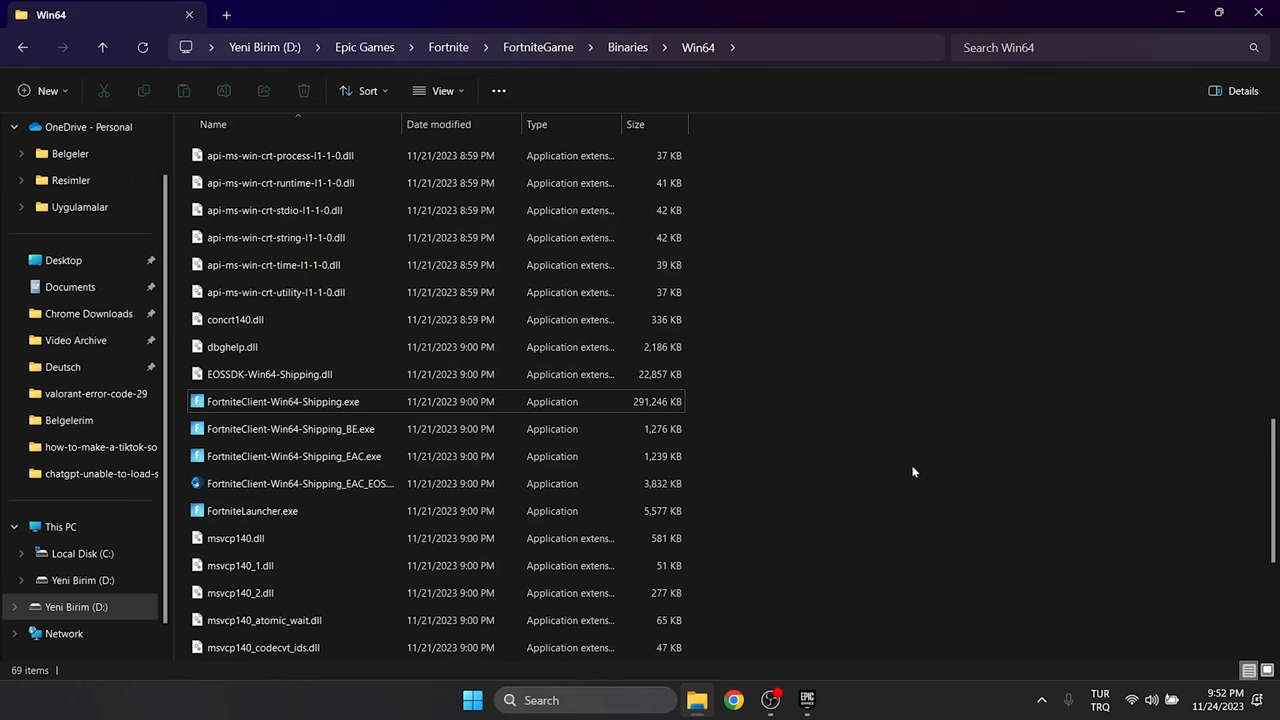 Win64
Yeni Birim (D:) Epic Games Fortnite FortniteGame Binaries Win64 Search Win64
New Sort View Details
Name Date modified Type Size
OneDrive - Personal
Belgeler
Resimler
Uygulamalar
Desktop
Documents
Chrome Downloads
Video Archive
Deutsch
valorant-error-code-29
Belgelerim
how-to-make-a-tiktok-so
chatgpt-unable-to-load-s
This PC
Local Disk (C:)
Yeni Birim (D:)
Yeni Birim (D:)
Network
api-ms-win-crt-process-l1-1-0.dll 11/21/2023 8:59 PM Application extens... 37 KB
api-ms-win-crt-runtime-l1-1-0.dll 11/21/2023 8:59 PM Application extens... 41 KB
api-ms-win-crt-stdio-l1-1-0.dll 11/21/2023 8:59 PM Application extens... 42 KB
api-ms-win-crt-string-l1-1-0.dll 11/21/2023 8:59 PM Application extens... 42 KB
api-ms-win-crt-time-l1-1-0.dll 11/21/2023 8:59 PM Application extens... 39 KB
api-ms-win-crt-utility-l1-1-0.dll 11/21/2023 8:59 PM Application extens... 37 KB
concrt140.dll 11/21/2023 8:59 PM Application extens... 336 KB
dbghelp.dll 11/21/2023 9:00 PM Application extens... 2,186 KB
EOSSDK-Win64-Shipping.dll 11/21/2023 9:00 PM Application extens... 22,857 KB
FortniteClient-Win64-Shipping.exe 11/21/2023 9:00 PM Application 291,246 KB
FortniteClient-Win64-Shipping_BE.exe 11/21/2023 9:00 PM Application 1,276 KB
FortniteClient-Win64-Shipping_EAC.exe 11/21/2023 9:00 PM Application 1,239 KB
FortniteClient-Win64-Shipping_EAC_EOS.... 11/21/2023 9:00 PM Application 3,832 KB
FortniteLauncher.exe 11/21/2023 9:00 PM Application 5,577 KB
msvcp140.dll 11/21/2023 9:00 PM Application extens... 581 KB
msvcp140_1.dll 11/21/2023 9:00 PM Application extens... 51 KB
msvcp140_2.dll 11/21/2023 9:00 PM Application extens... 277 KB
msvcp140_atomic_wait.dll 11/21/2023 9:00 PM Application extens... 65 KB
msvcp140_codecvt_ids.dll 11/21/2023 9:00 PM Application extens... 47 KB
69 items
Search
EPIC GAMES
TUR
TRQ
9:52 PM
11/24/2023